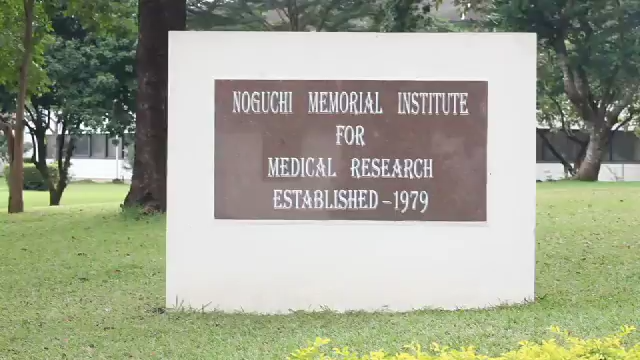 NOGUCHI MEMORIAL INSTITUTE
FOR
MEDICAL RESEARCH
ESTABLISHED - 1979